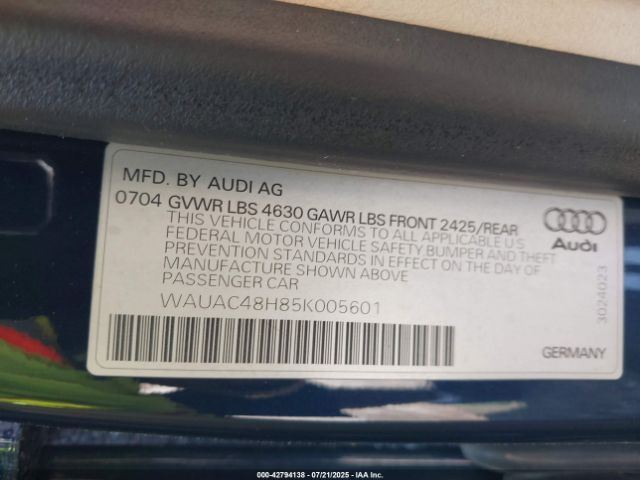 MFD. BY AUDI AG
0704 GVWR LBS 4630 GAWR LBS FRONT 2425/REAR
THIS VEHICLE CONFORMS TO ALL APPLICABLE U.S
FEDERAL MOTOR VEHICLE SAFETY BUMPER AND THEFT
PREVENTION STANDARDS IN EFFECT ON THE DAY OF
MANUFACTURE SHOWN ABOVE
PASSENGER CAR
WAUAC48H85K005601
Audi
3024023
GERMANY
000-42794138 - 07/21/2025 - IAA Inc.